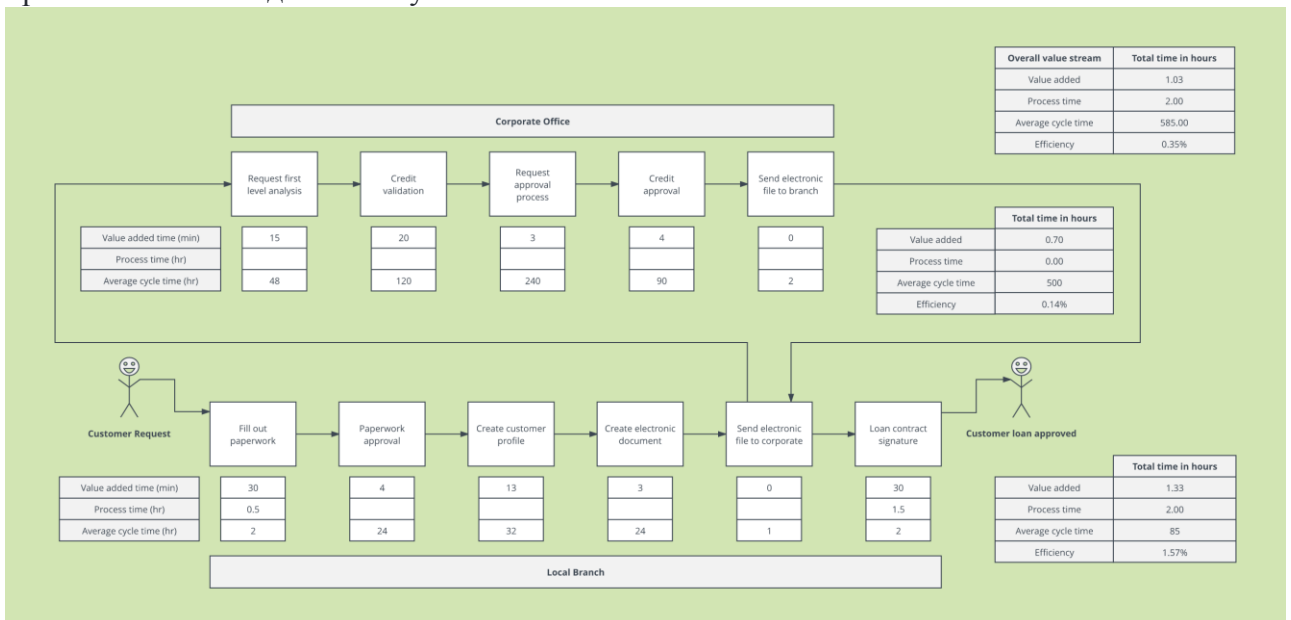 Overall value stream Total time in hours
Value added 1.03
Process time 2.00
Average cycle time 585.00
Efficiency 0.35%
Corporate Office
Request first
level analysis
Credit
validation
Request
approval
process
Credit
approval
Send electronic
file to branch
Value added time (min) 15 20 3 4 0
Process time (hr)
Average cycle time (hr) 48 120 240 90 2
Total time in hours
Value added 0.70
Process time 0.00
Average cycle time 500
Efficiency 0.14%
Customer Request
Fill out
paperwork
Paperwork
approval
Create customer
profile
Create electronic
document
Send electronic
file to corporate
Loan contract
signature
Customer loan approved
Value added time (min) 30 4 13 3 0 30
Process time (hr) 0.5 1.5
Average cycle time (hr) 2 24 32 24 1 2
Total time in hours
Value added 1.33
Process time 2.00
Average cycle time 85
Efficiency 1.57%
Local Branch